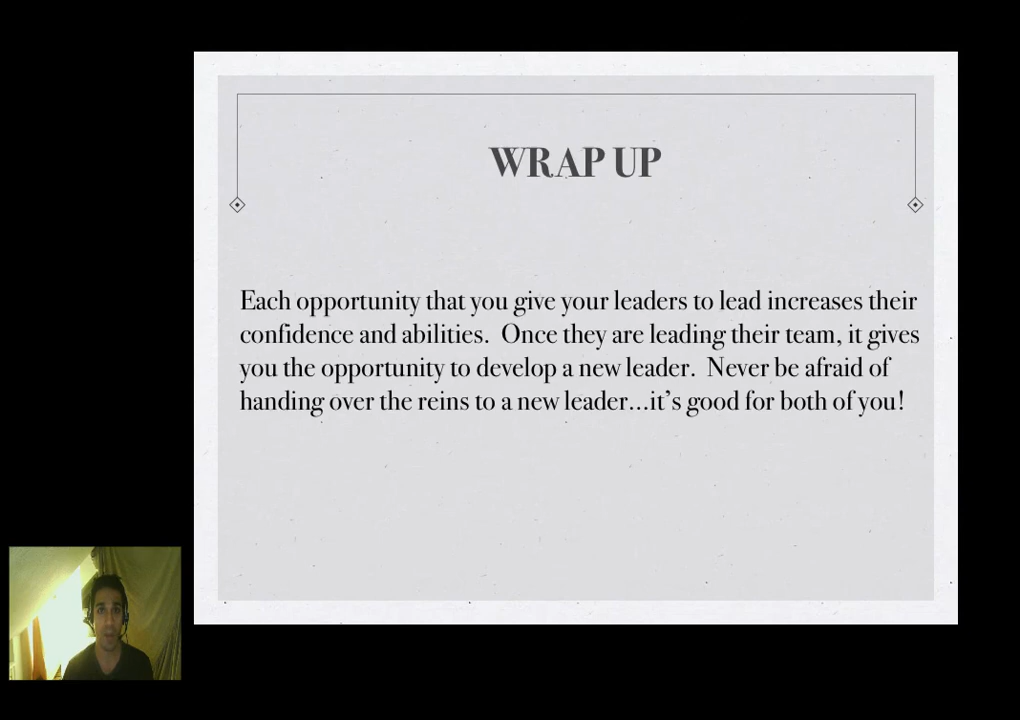 WRAP UP
Each opportunity that you give your leaders to lead increases their
confidence and abilities.  Once they are leading their team, it gives
you the opportunity to develop a new leader.  Never be afraid of
handing over the reins to a new leader...it's good for both of you!